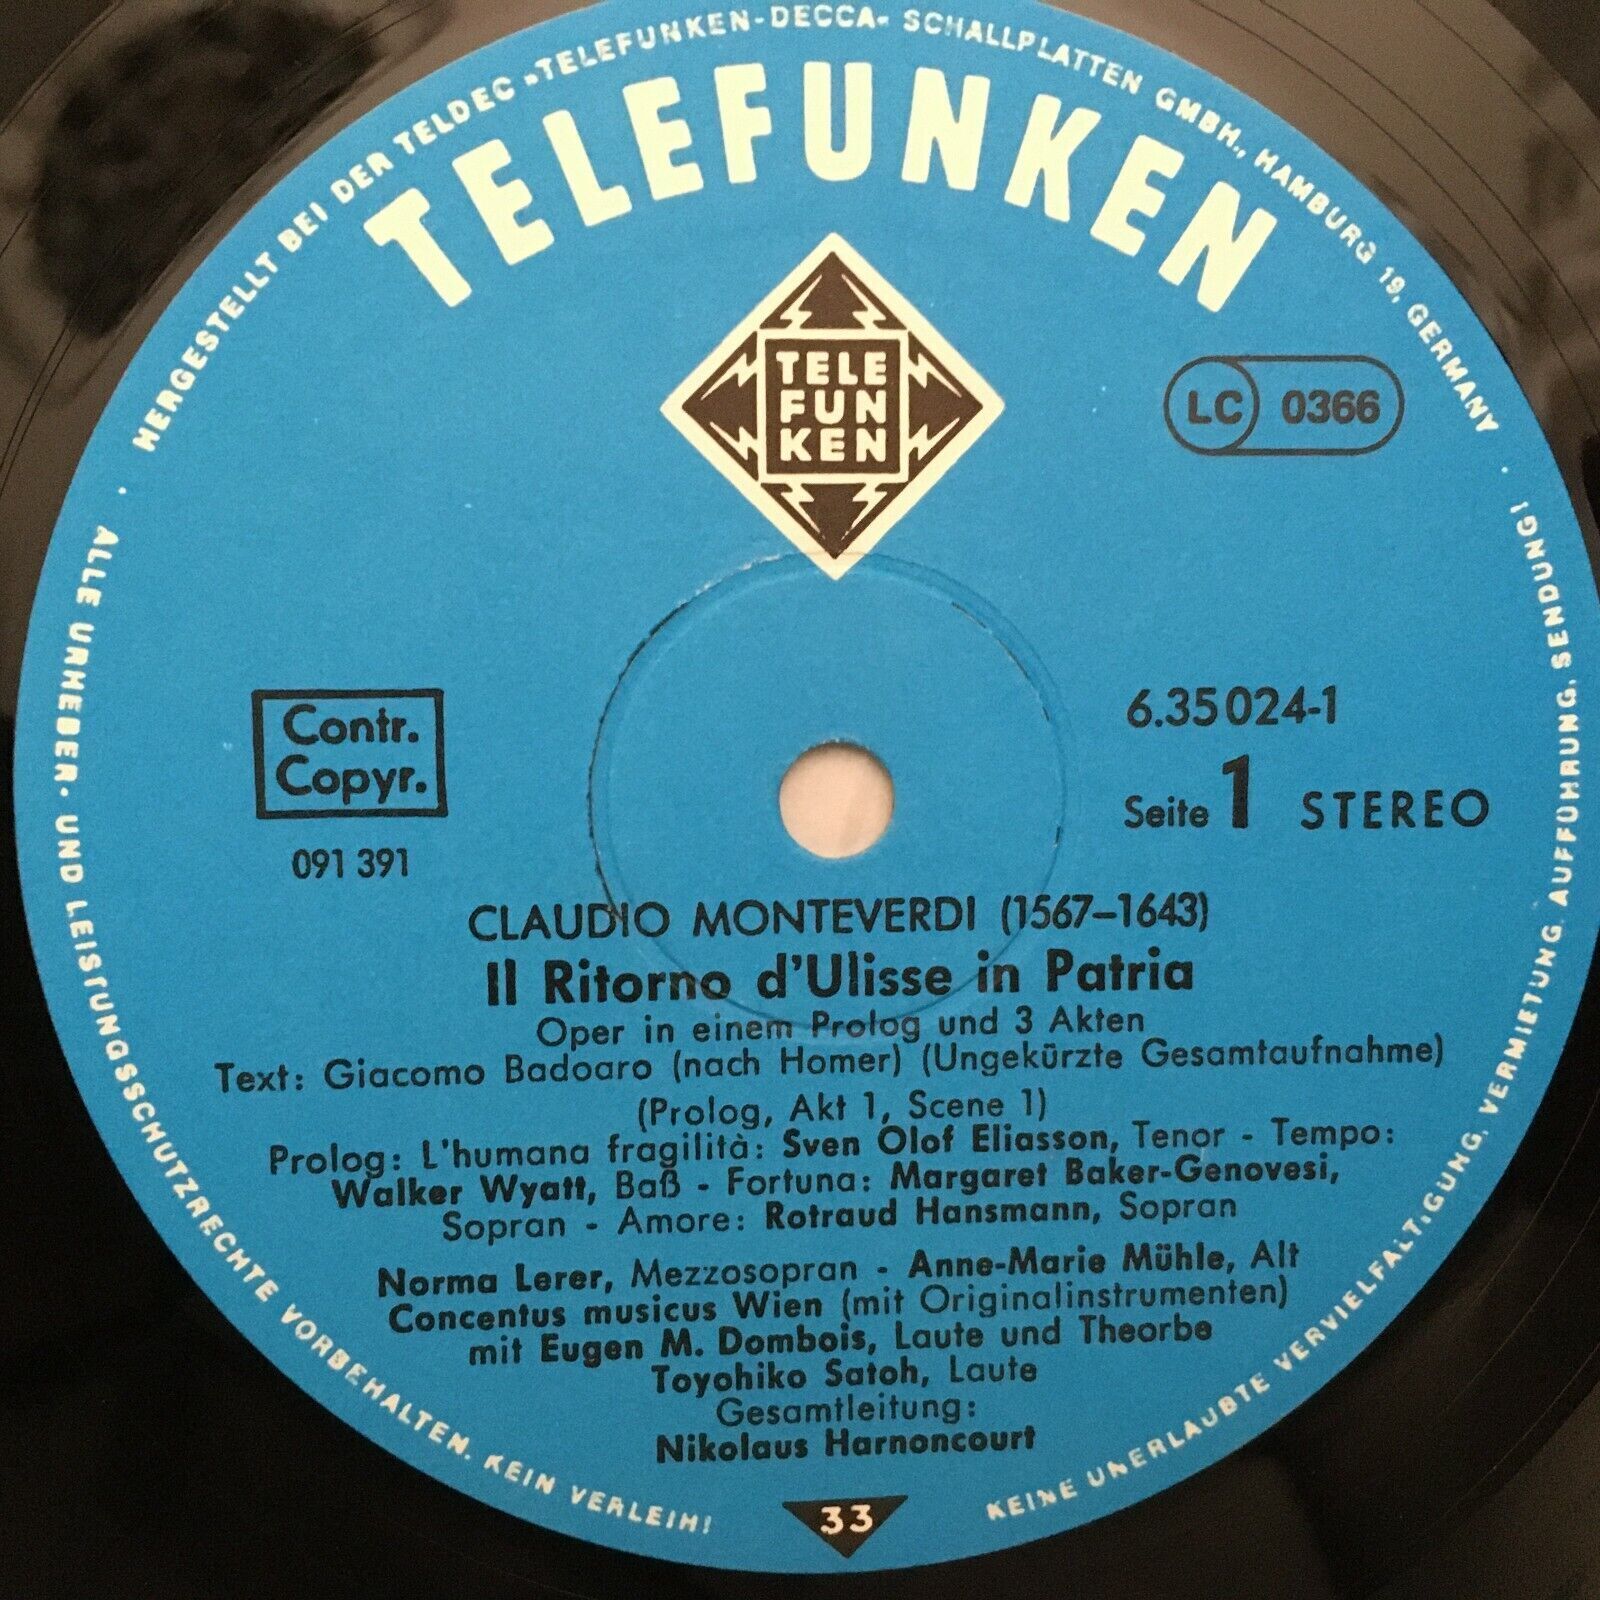 HERGESTELLT BEI DER TELDEC »TELEFUNKEN-DECCA« SCHALLPLATTEN GMBH., HAMBURG 19, GERMANY
TELEFUNKEN
TELE
FUN
KEN
LC 0366
Contr.
Copyr.
091 391
6.35024-1
Seite 1 STEREO
CLAUDIO MONTEVERDI (1567–1643)
Il Ritorno d'Ulisse in Patria
Oper in einem Prolog und 3 Akten
Text: Giacomo Badoaro (nach Homer) (Ungekürzte Gesamtaufnahme)
(Prolog, Akt 1, Scene 1)
Prolog: L'humana fragilità: Sven Olof Eliasson, Tenor - Tempo:
Walker Wyatt, Baß - Fortuna: Margaret Baker-Genovesi,
Sopran - Amore: Rotraud Hansmann, Sopran
Norma Lerer, Mezzosopran - Anne-Marie Mühle, Alt
Concentus musicus Wien (mit Originalinstrumenten)
mit Eugen M. Dombois, Laute und Theorbe
Toyohiko Satoh, Laute
Gesamtleitung:
Nikolaus Harnoncourt
33
· ALLE URHEBER- UND LEISTUNGSSCHUTZRECHTE VORBEHALTEN. KEIN VERLEIH!
KEINE UNERLAUBTE VERVIELFALTIGUNG, VERMIETUNG, AUFFUHRUNG, SENDUNG! ·